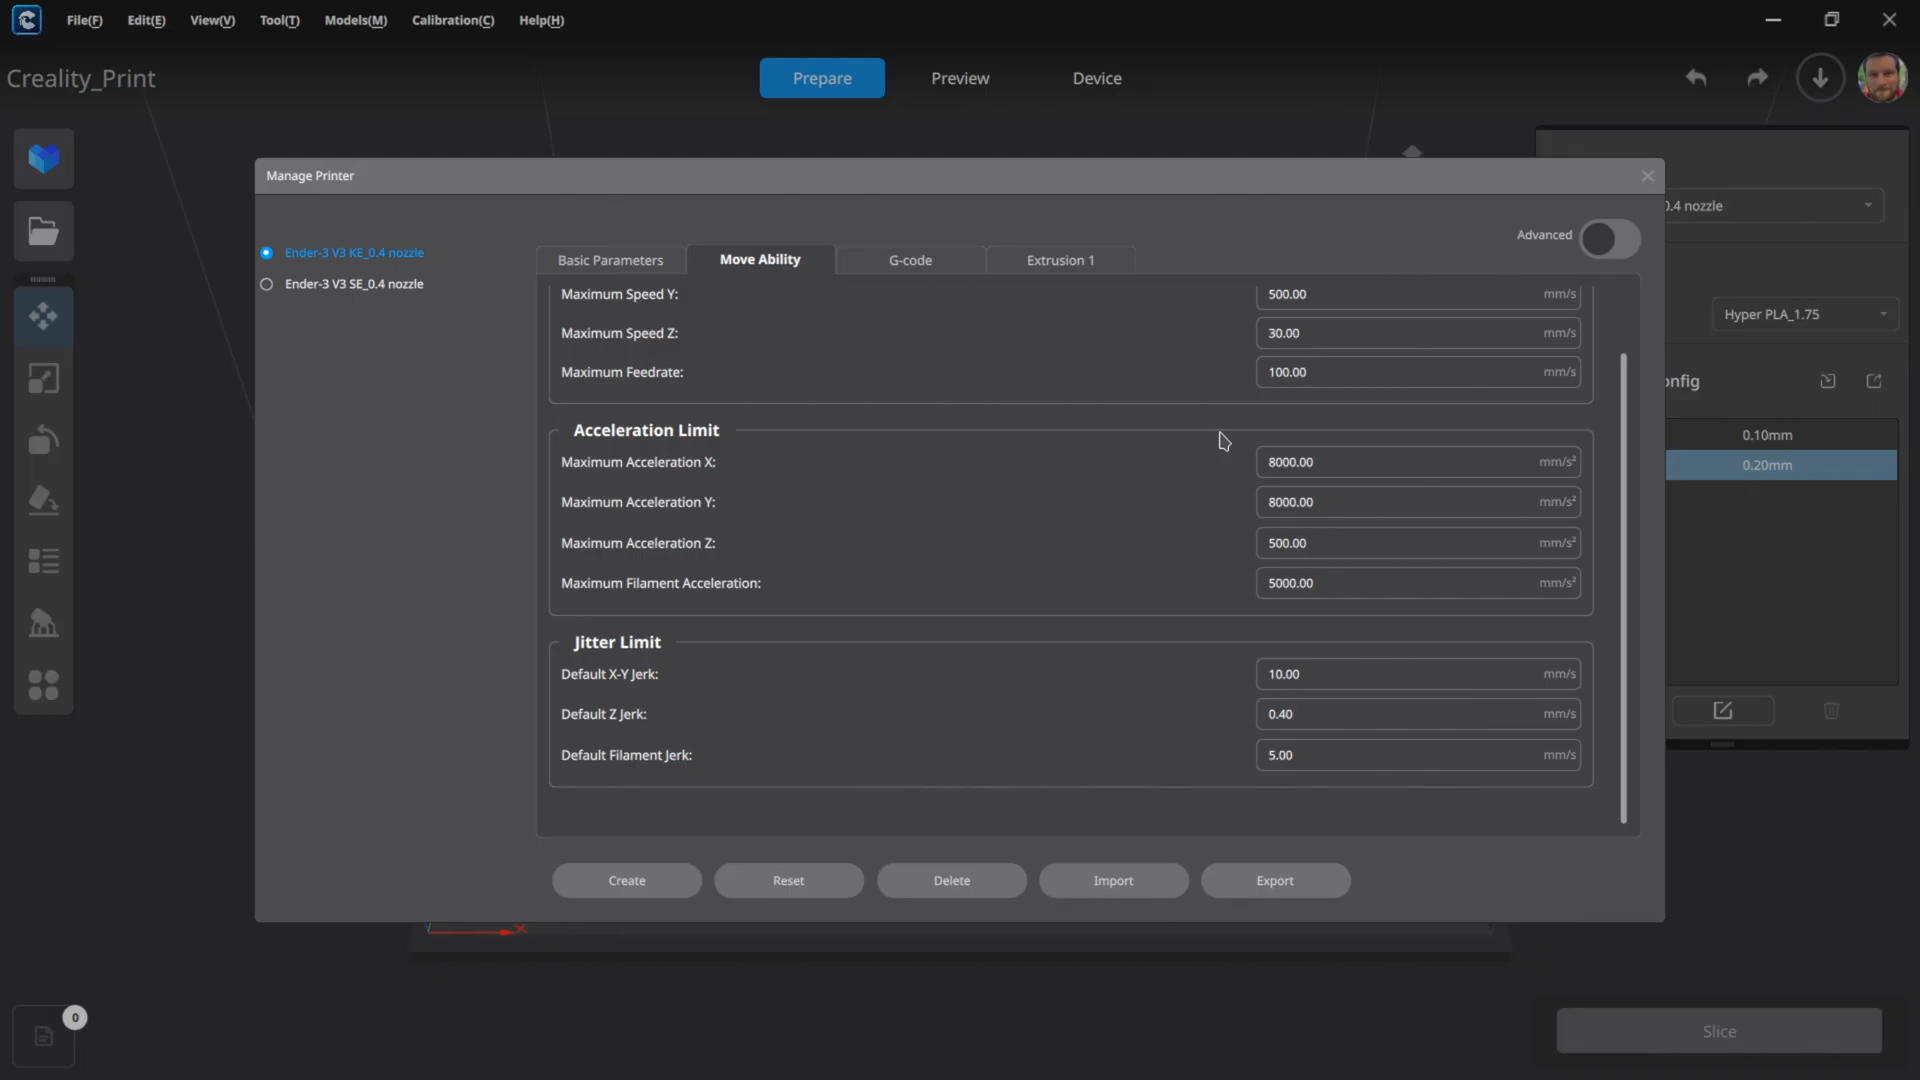 File(F) Edit(E) View(V) Tool(T) Models(M) Calibration(C) Help(H)
Creality_Print
Prepare Preview Device
Manage Printer
0.4 nozzle
Advanced
Ender-3 V3 KE_0.4 nozzle
Ender-3 V3 SE_0.4 nozzle
Basic Parameters Move Ability G-code Extrusion 1
Maximum Speed Y: 500.00 mm/s
Maximum Speed Z: 30.00 mm/s
Maximum Feedrate: 100.00 mm/s
Hyper PLA_1.75
onfig
Acceleration Limit
Maximum Acceleration X: 8000.00 mm/s²
Maximum Acceleration Y: 8000.00 mm/s²
Maximum Acceleration Z: 500.00 mm/s²
Maximum Filament Acceleration: 5000.00 mm/s²
0.10mm
0.20mm
Jitter Limit
Default X-Y Jerk: 10.00 mm/s
Default Z Jerk: 0.40 mm/s
Default Filament Jerk: 5.00 mm/s
Create Reset Delete Import Export
0
Slice